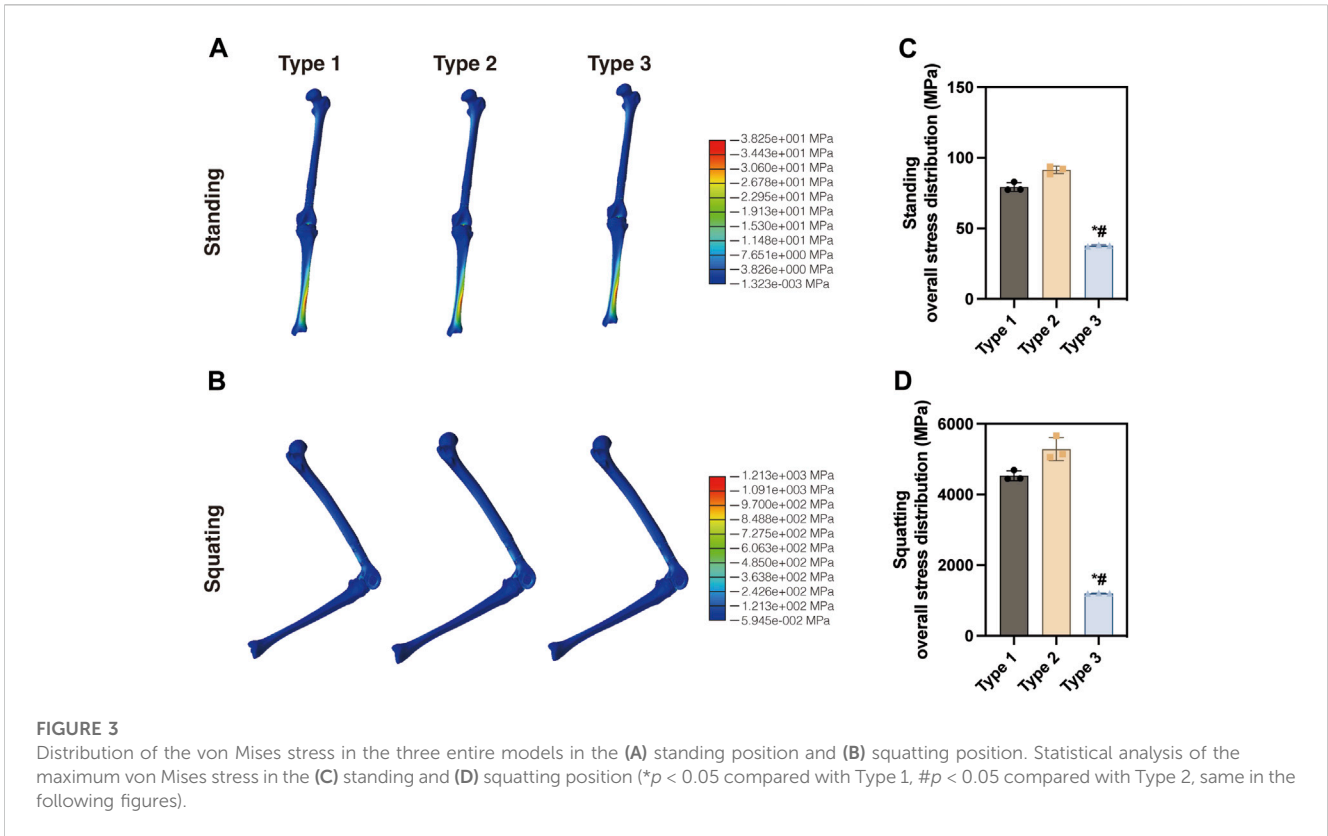 A
Type 1
Type 2
Type 3
Standing
3.825e+001 MPa
3.443e+001 MPa
3.060e+001 MPa
2.678e+001 MPa
2.295e+001 MPa
1.913e+001 MPa
1.530e+001 MPa
1.148e+001 MPa
7.651e+000 MPa
3.826e+000 MPa
1.323e-003 MPa
C
Standing
overall stress distribution (MPa)
150
100
50
0
*#
Type 1
Type 2
Type 3
B
Squating
1.213e+003 MPa
1.091e+003 MPa
9.700e+002 MPa
8.488e+002 MPa
7.275e+002 MPa
6.063e+002 MPa
4.850e+002 MPa
3.638e+002 MPa
2.426e+002 MPa
1.213e+002 MPa
5.945e-002 MPa
D
Squatting
overall stress distribution (MPa)
6000
4000
2000
0
*#
Type 1
Type 2
Type 3
FIGURE 3
Distribution of the von Mises stress in the three entire models in the (A) standing position and (B) squatting position. Statistical analysis of the
maximum von Mises stress in the (C) standing and (D) squatting position (*p < 0.05 compared with Type 1, #p < 0.05 compared with Type 2, same in the
following figures).